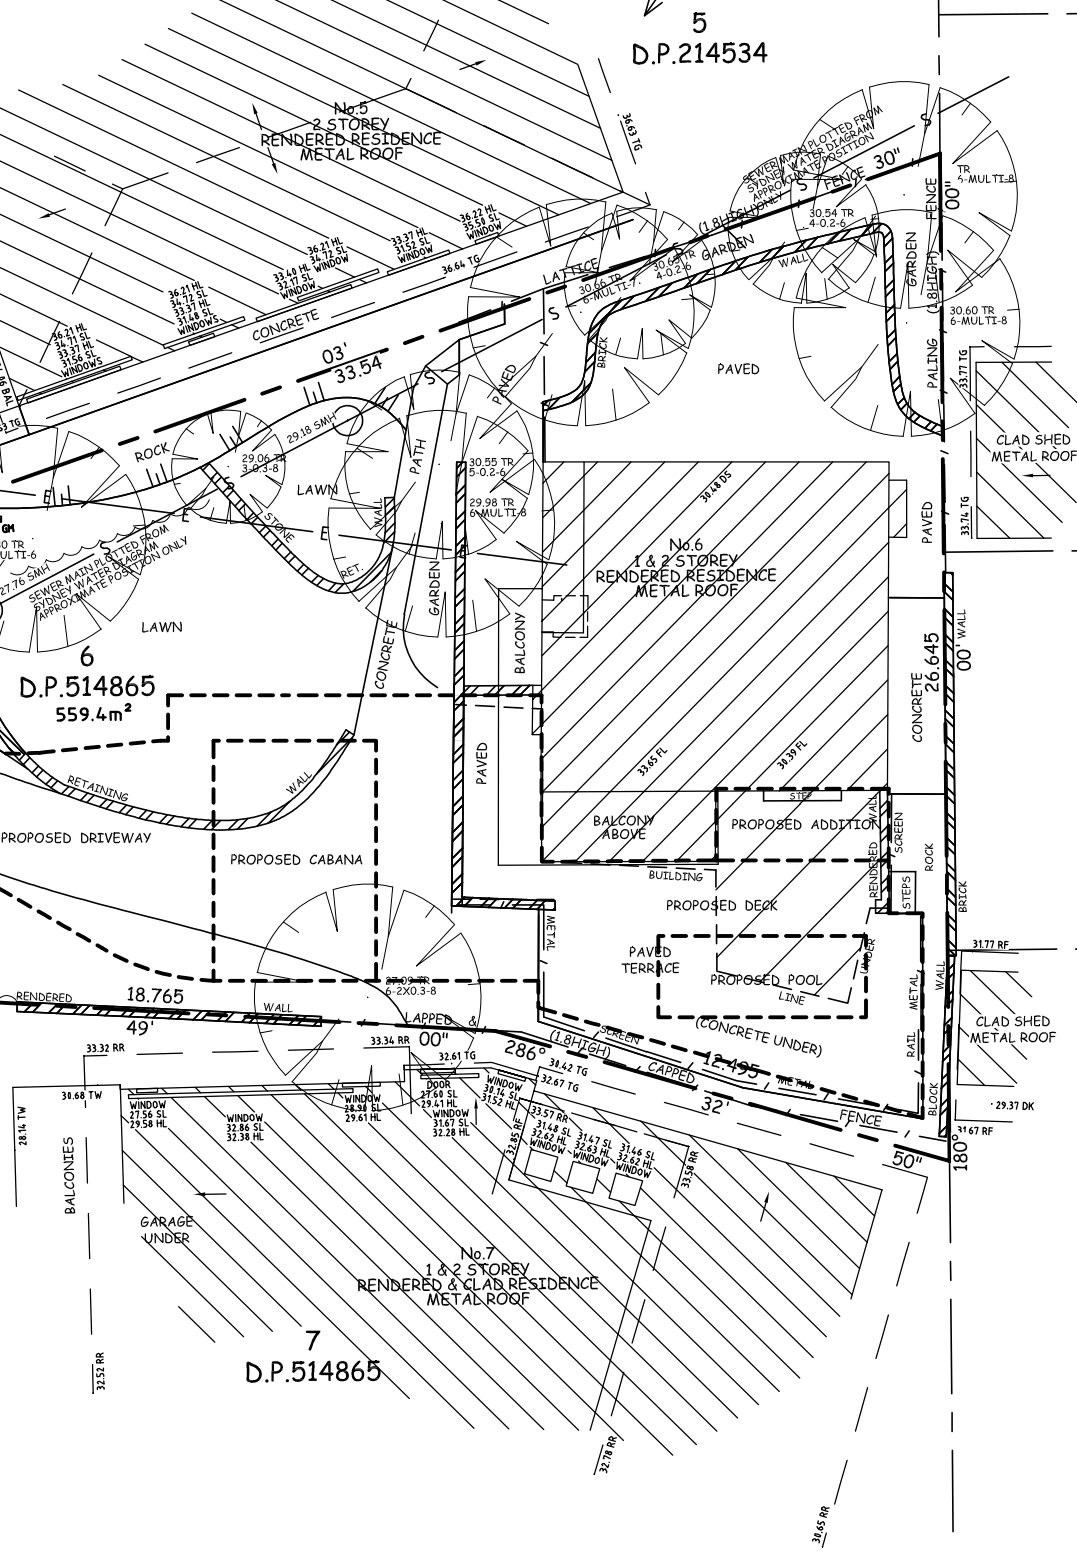 5
D.P.214534
No.5
2 STOREY
RENDERED RESIDENCE
METAL ROOF
36.63 TG
SEWER MAIN PLOTTED FROM
SYDNEY WATER DIAGRAM
APPROXIMATE POSITION
ONLY
S
S
FENCE
30"
(1.8HIGH)
TR
5-MULTI-8
30.54 TR
4-0.2-6
FENCE
00"
GARDEN
(1.8HIGH)
PALING
GARDEN
WALL
E
36.22 HL
35.50 SL
WINDOW
33.37 HL
31.52 SL
WINDOW
36.21 HL
34.72 SL
WINDOW
33.40 HL
32.17 SL
WINDOW
36.64 TG
LATTICE
30.66 TR
6-MULTI-7
4-0.2-6
E
36.21 HL
34.72 SL
33.37 HL
31.48 SL
WINDOWS
36.21 HL
34.71 SL
33.37 HL
31.56 SL
WINDOWS
CONCRETE
03'
33.54
S
S
30.60 TR
6-MULTI-8
BRICK
PAVED
PAVED
33.77 TG
CLAD SHED
METAL ROOF
ROCK
29.18 SMH
29.06 TR
3-0.3-8
LAWN
PATH
30.55 TR
5-0.2-6
29.98 TR
6-MULTI-8
30.48 DS
PAVED
33.74 TG
E
E
E
E
S
S
STONE
WALL
RET.
GARDEN
GM
27.76 SMH
SEWER MAIN PLOTTED FROM
SYDNEY WATER DIAGRAM
APPROXIMATE POSITION ONLY
No.6
1 & 2 STOREY
RENDERED RESIDENCE
METAL ROOF
LAWN
CONCRETE
BALCONY
WALL
26.645
00'
CONCRETE
6
D.P.514865
559.4m²
PAVED
33.65 FL
30.39 FL
RETAINING
WALL
STEP
BALCONY
ABOVE
PROPOSED ADDITION
WALL
SCREEN
ROCK
PROPOSED DRIVEWAY
PROPOSED CABANA
BUILDING
RENDERED
STEPS
BRICK
PROPOSED DECK
METAL
PAVED
TERRACE
UNDER
31.77 RF
27.09 TR
6-2X0.3-8
PROPOSED POOL
LINE
METAL
WALL
RENDERED
18.765
49'
WALL
LAPPED &
00"
286°
(1.8HIGH)
SCREEN
(CONCRETE UNDER)
12.495
CAPPED
METAL
32'
FENCE
RAIL
BLOCK
CLAD SHED
METAL ROOF
29.37 DK
31.67 RF
50"
180°
33.32 RR
33.34 RR
32.61 TG
30.42 TG
32.67 TG
28.14 TW
30.68 TW
WINDOW
27.56 SL
29.58 HL
WINDOW
32.86 SL
32.38 HL
WINDOW
28.90 SL
29.61 HL
DOOR
27.60 SL
29.41 HL
WINDOW
31.67 SL
32.28 HL
WINDOW
30.14 SL
31.52 HL
33.57 RR
32.85 RF
31.48 SL
32.62 HL
WINDOW
31.47 SL
32.63 HL
WINDOW
31.46 SL
32.62 HL
WINDOW
33.58 RR
BALCONIES
GARAGE
UNDER
No.7
1 & 2 STOREY
RENDERED & CLAD RESIDENCE
METAL ROOF
7
D.P.514865
32.52 RR
32.78 RR
30.65 RR